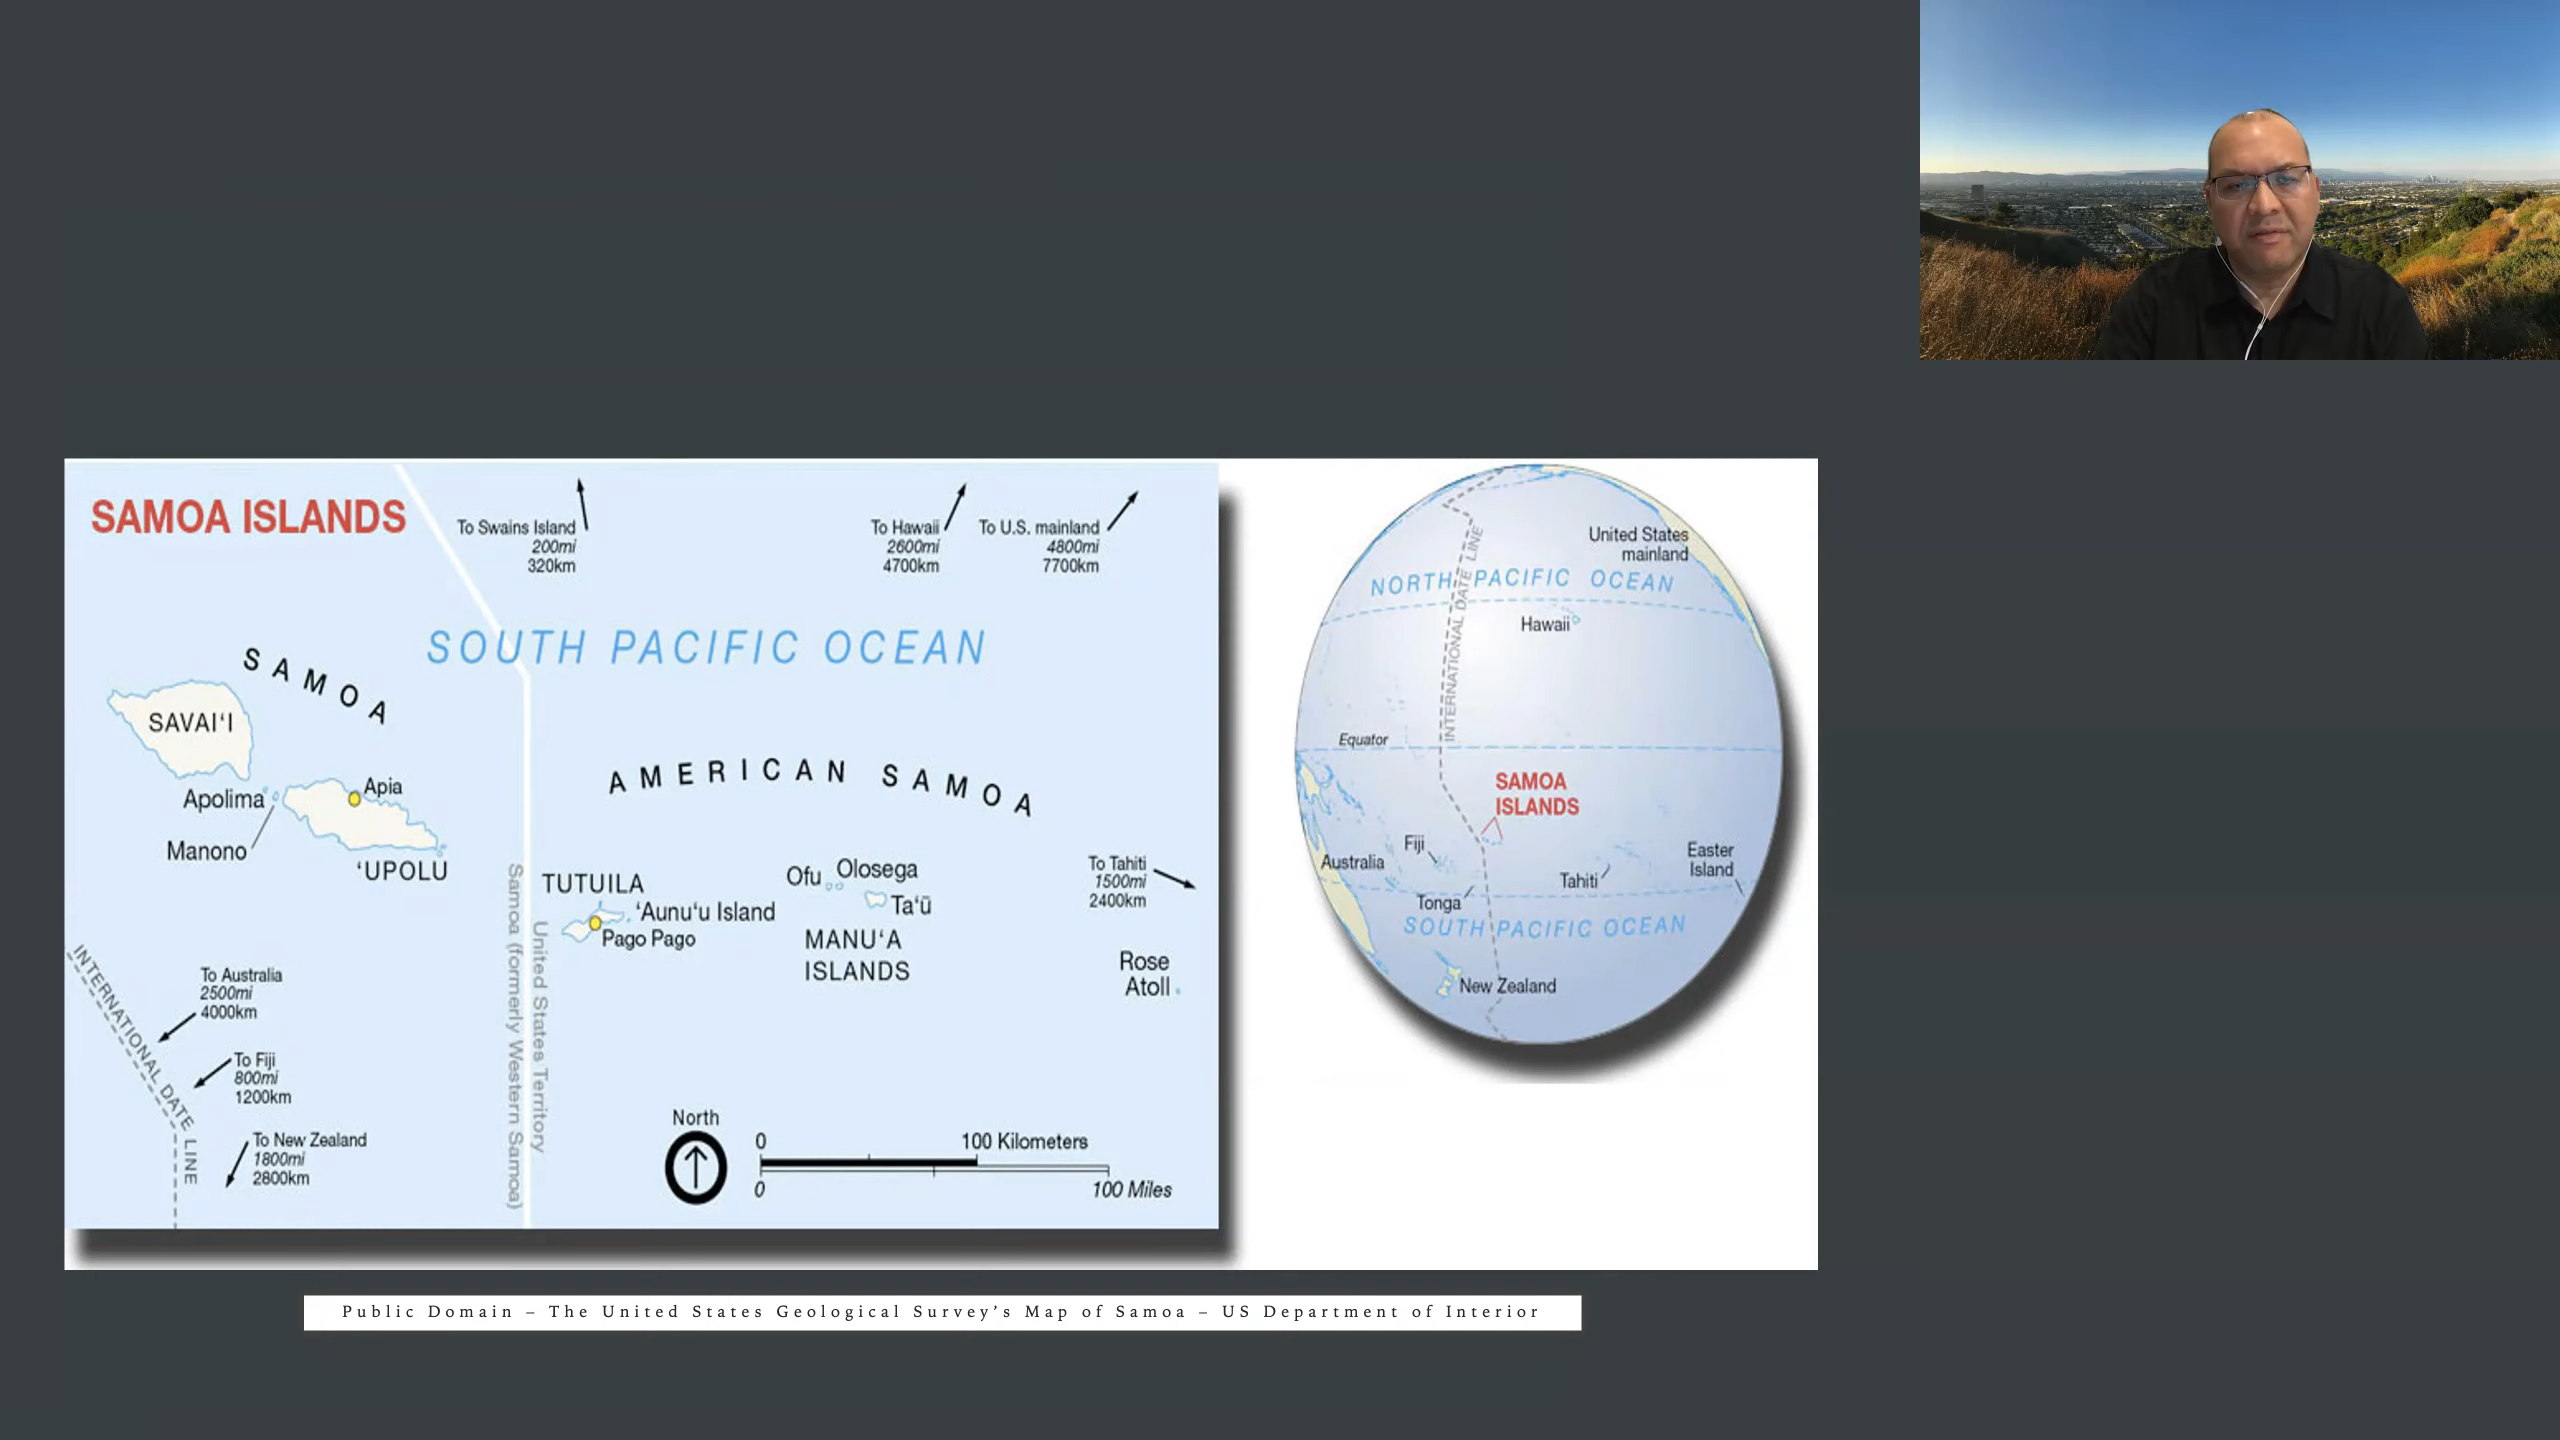 SAMOA ISLANDS
To Swains Island
200mi
320km
To Hawaii
2600mi
4700km
To U.S. mainland
4800mi
7700km
SOUTH PACIFIC OCEAN
SAMOA
SAVAI‘I
Apolima
Manono
Apia
‘UPOLU
AMERICAN SAMOA
TUTUILA
‘Aunu‘u Island
Pago Pago
Ofu
Olosega
Ta‘ū
MANU‘A
ISLANDS
To Tahiti
1500mi
2400km
Rose
Atoll
Samoa (formerly Western Samoa)
United States Territory
INTERNATIONAL DATE LINE
To Australia
2500mi
4000km
To Fiji
800mi
1200km
To New Zealand
1800mi
2800km
North
0 100 Kilometers
0 100 Miles
United States
mainland
NORTH PACIFIC OCEAN
INTERNATIONAL DATE LINE
Hawaii
Equator
SAMOA
ISLANDS
Fiji
Australia
Tonga
Tahiti
Easter
Island
SOUTH PACIFIC OCEAN
New Zealand
Public Domain – The United States Geological Survey’s Map of Samoa – US Department of Interior